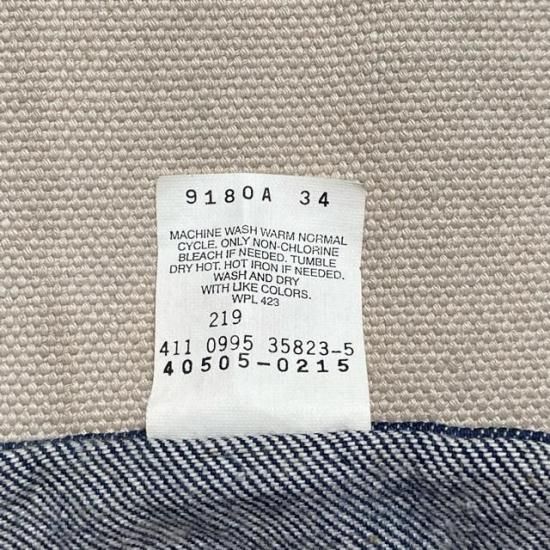 9180A 34
MACHINE WASH WARM NORMAL
CYCLE. ONLY NON-CHLORINE
BLEACH IF NEEDED. TUMBLE
DRY HOT. HOT IRON IF NEEDED.
WASH AND DRY
WITH LIKE COLORS.
WPL 423
219
411 0995 35823-5
40505-0215